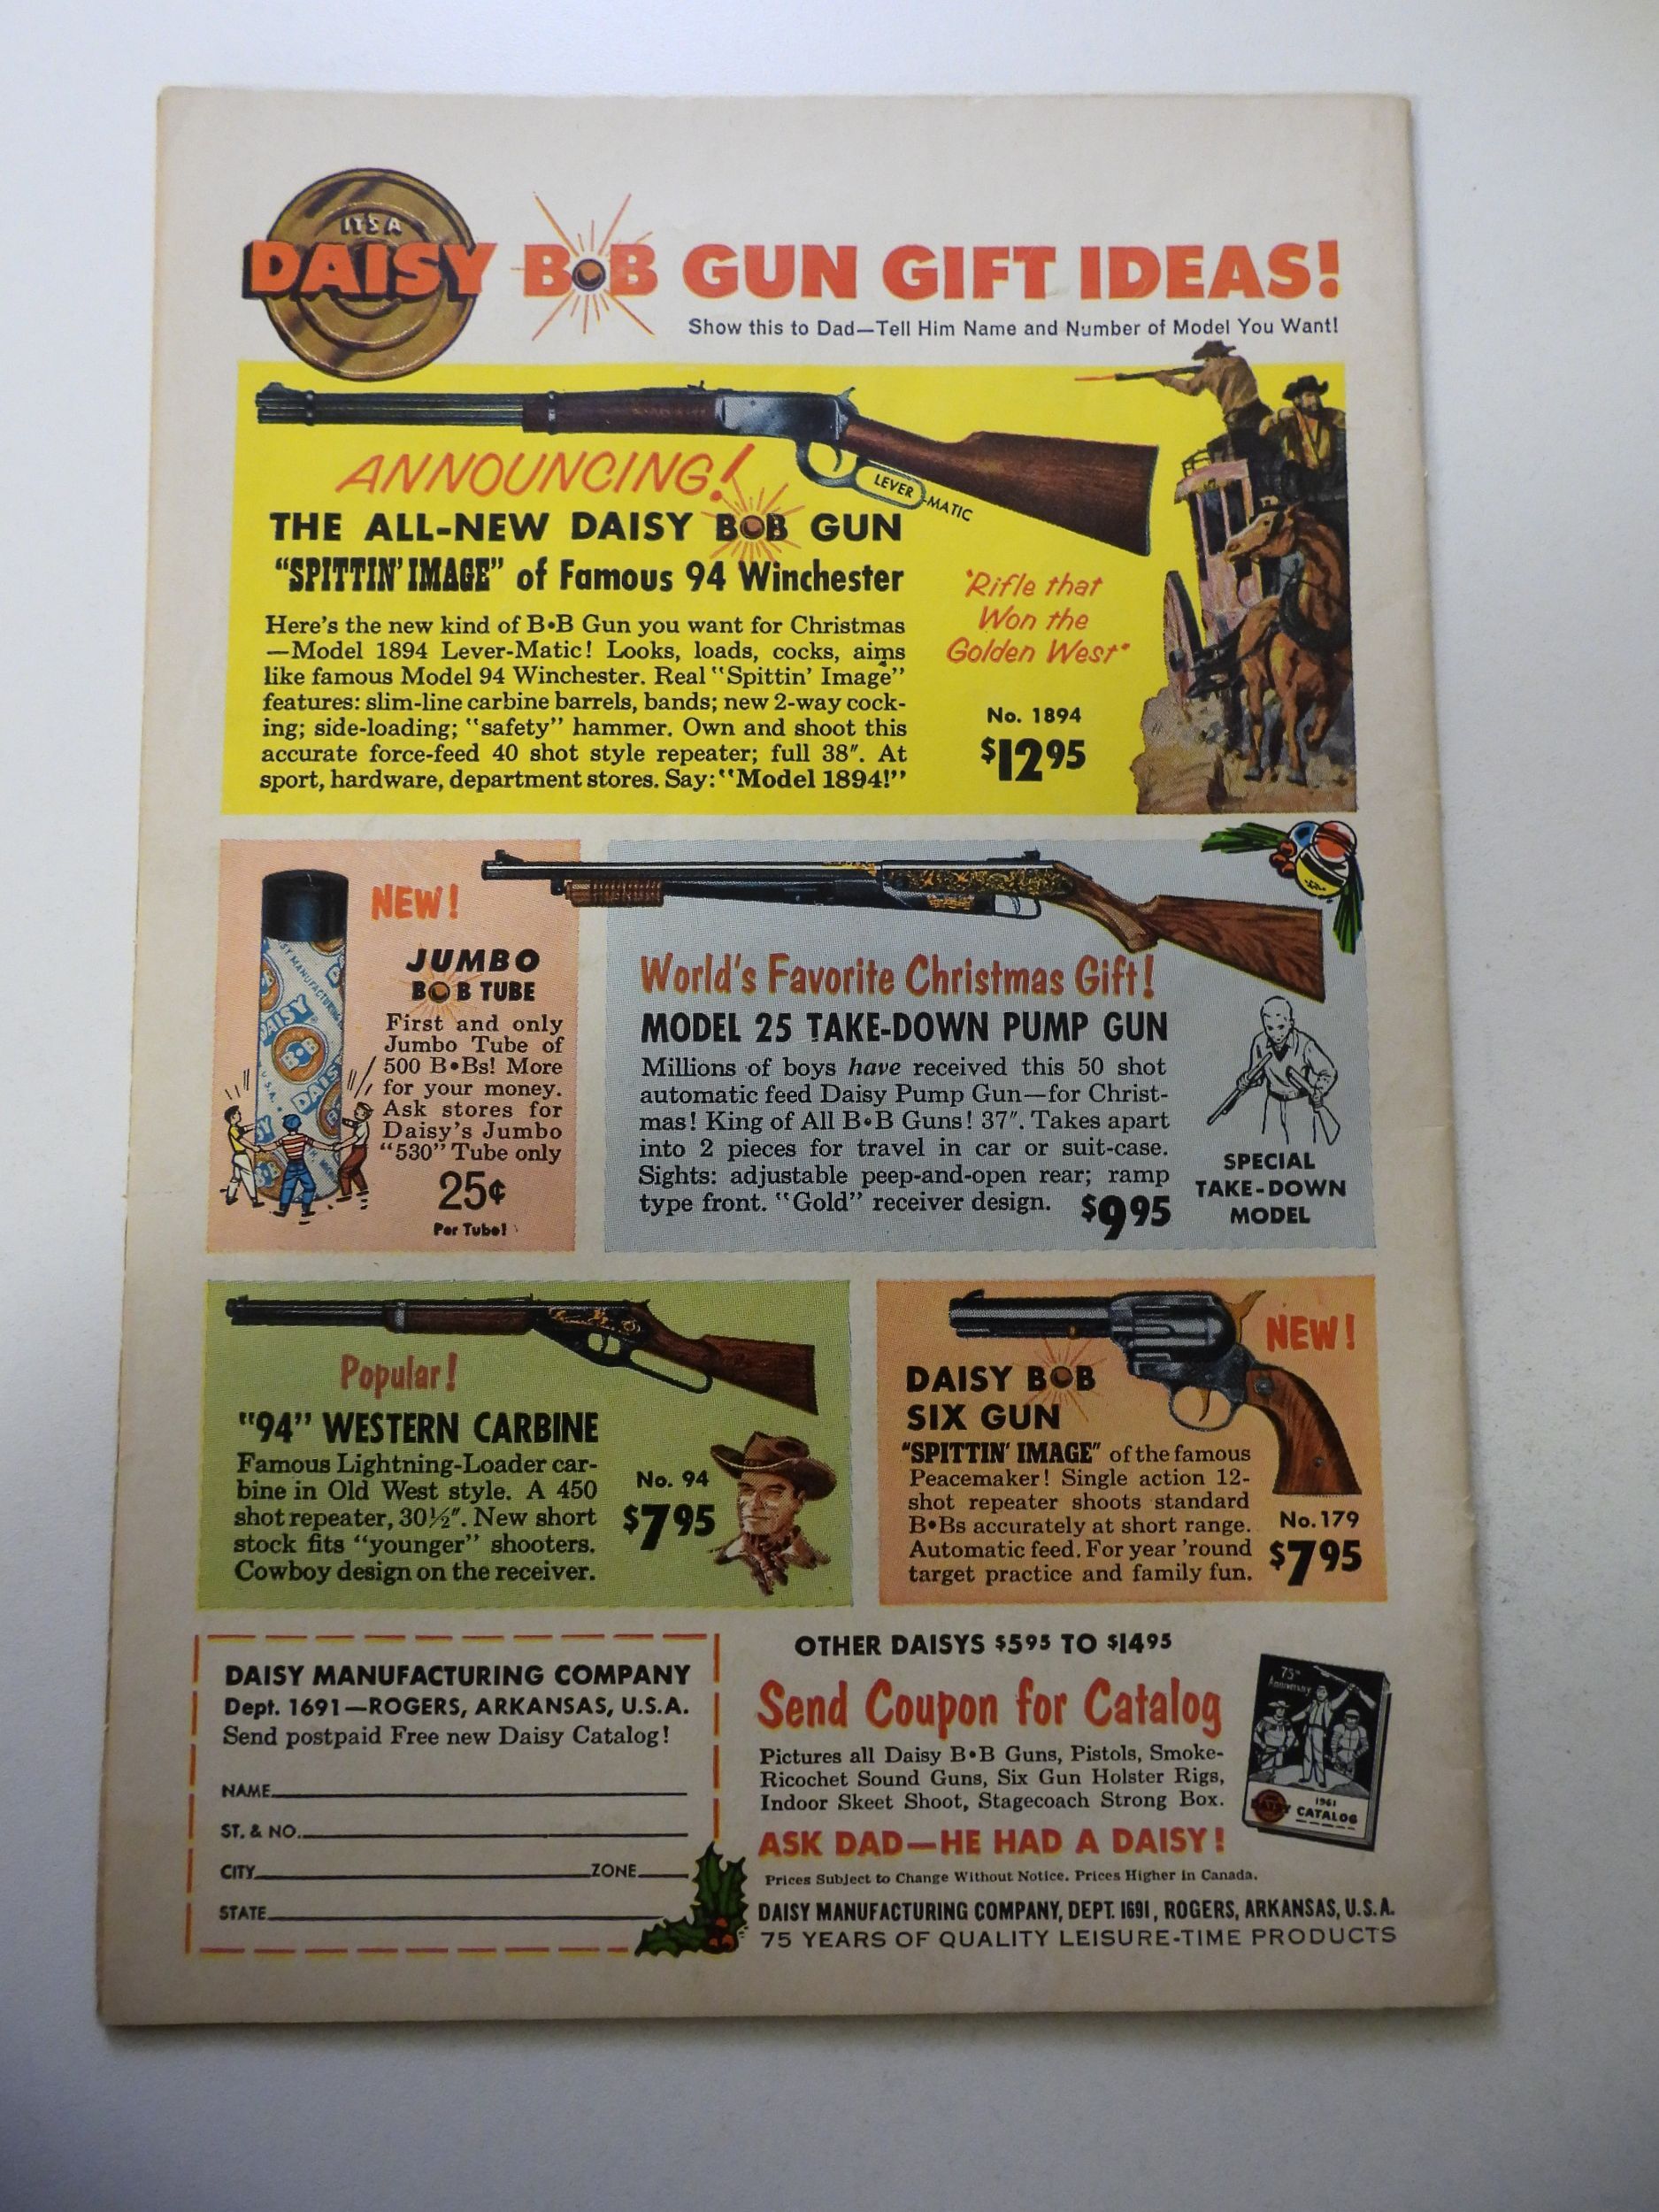 IT'S A
DAISY B•B GUN GIFT IDEAS!
Show this to Dad—Tell Him Name and Number of Model You Want!
LEVER-MATIC
ANNOUNCING!
THE ALL-NEW DAISY B•B GUN
"SPITTIN' IMAGE" of Famous 94 Winchester
Here's the new kind of B•B Gun you want for Christmas
—Model 1894 Lever-Matic! Looks, loads, cocks, aims
like famous Model 94 Winchester. Real "Spittin' Image"
features: slim-line carbine barrels, bands; new 2-way cock-
ing; side-loading; "safety" hammer. Own and shoot this
accurate force-feed 40 shot style repeater; full 38". At
sport, hardware, department stores. Say: "Model 1894!"
"Rifle that
Won the
Golden West"
No. 1894
$12.95
NEW!
JUMBO
B•B TUBE
First and only
Jumbo Tube of
500 B•Bs! More
for your money.
Ask stores for
Daisy's Jumbo
"530" Tube only
25¢
Per Tube!
DAISY
B•B
World's Favorite Christmas Gift!
MODEL 25 TAKE-DOWN PUMP GUN
Millions of boys have received this 50 shot
automatic feed Daisy Pump Gun—for Christ-
mas! King of All B•B Guns! 37". Takes apart
into 2 pieces for travel in car or suit-case.
Sights: adjustable peep-and-open rear; ramp
type front. "Gold" receiver design. $9.95
SPECIAL
TAKE-DOWN
MODEL
Popular!
"94" WESTERN CARBINE
Famous Lightning-Loader car-
bine in Old West style. A 450
shot repeater, 30½". New short
stock fits "younger" shooters.
Cowboy design on the receiver.
No. 94
$7.95
NEW!
DAISY B•B
SIX GUN
"SPITTIN' IMAGE" of the famous
Peacemaker! Single action 12-
shot repeater shoots standard
B•Bs accurately at short range.
Automatic feed. For year 'round
target practice and family fun.
No. 179
$7.95
DAISY MANUFACTURING COMPANY
Dept. 1691—ROGERS, ARKANSAS, U.S.A.
Send postpaid Free new Daisy Catalog!
NAME
ST. & NO.
CITY ZONE
STATE
OTHER DAISYS $5.95 TO $14.95
Send Coupon for Catalog
Pictures all Daisy B•B Guns, Pistols, Smoke-
Ricochet Sound Guns, Six Gun Holster Rigs,
Indoor Skeet Shoot, Stagecoach Strong Box.
75th
Anniversary
DAISY
1961
CATALOG
ASK DAD—HE HAD A DAISY!
Prices Subject to Change Without Notice. Prices Higher in Canada.
DAISY MANUFACTURING COMPANY, DEPT. 1691, ROGERS, ARKANSAS, U.S.A.
75 YEARS OF QUALITY LEISURE-TIME PRODUCTS